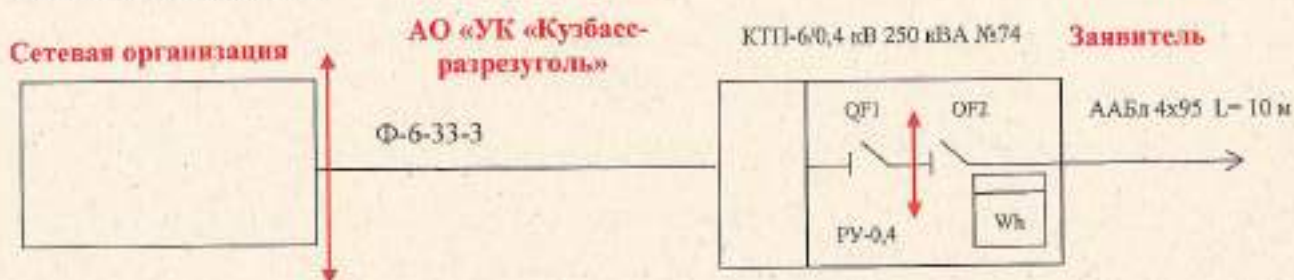 Сетевая организация
АО «УК «Кузбасс-
разрезуголь»
КТП-6/0,4 кВ 250 кВА №74
Заявитель
Ф-6-33-3
QF1
QF2
ААБл 4х95 L= 10 м
РУ-0,4
Wh